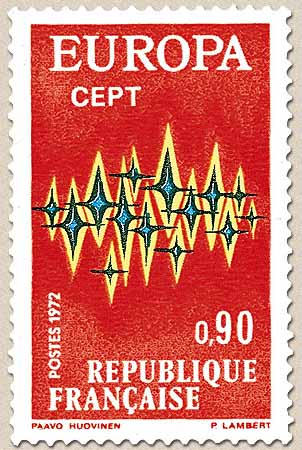 EUROPA
CEPT
POSTES 1972
0,90
REPUBLIQUE
FRANÇAISE
PAAVO HUOVINEN P. LAMBERT